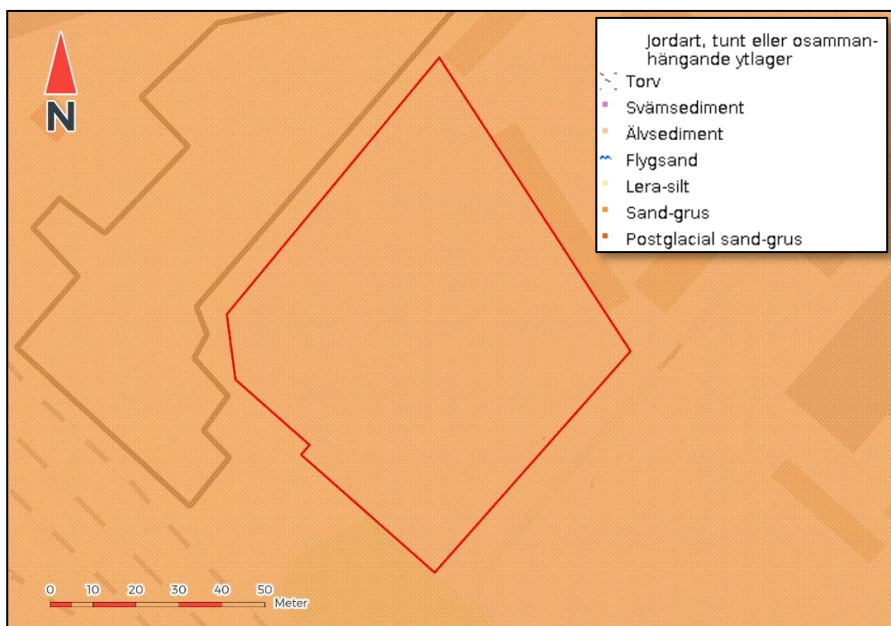 N
Jordart, tunt eller osamman-
hängande ytlager
Torv
Svämsediment
Älvsediment
Flygsand
Lera-silt
Sand-grus
Postglacial sand-grus
0 10 20 30 40 50
Meter